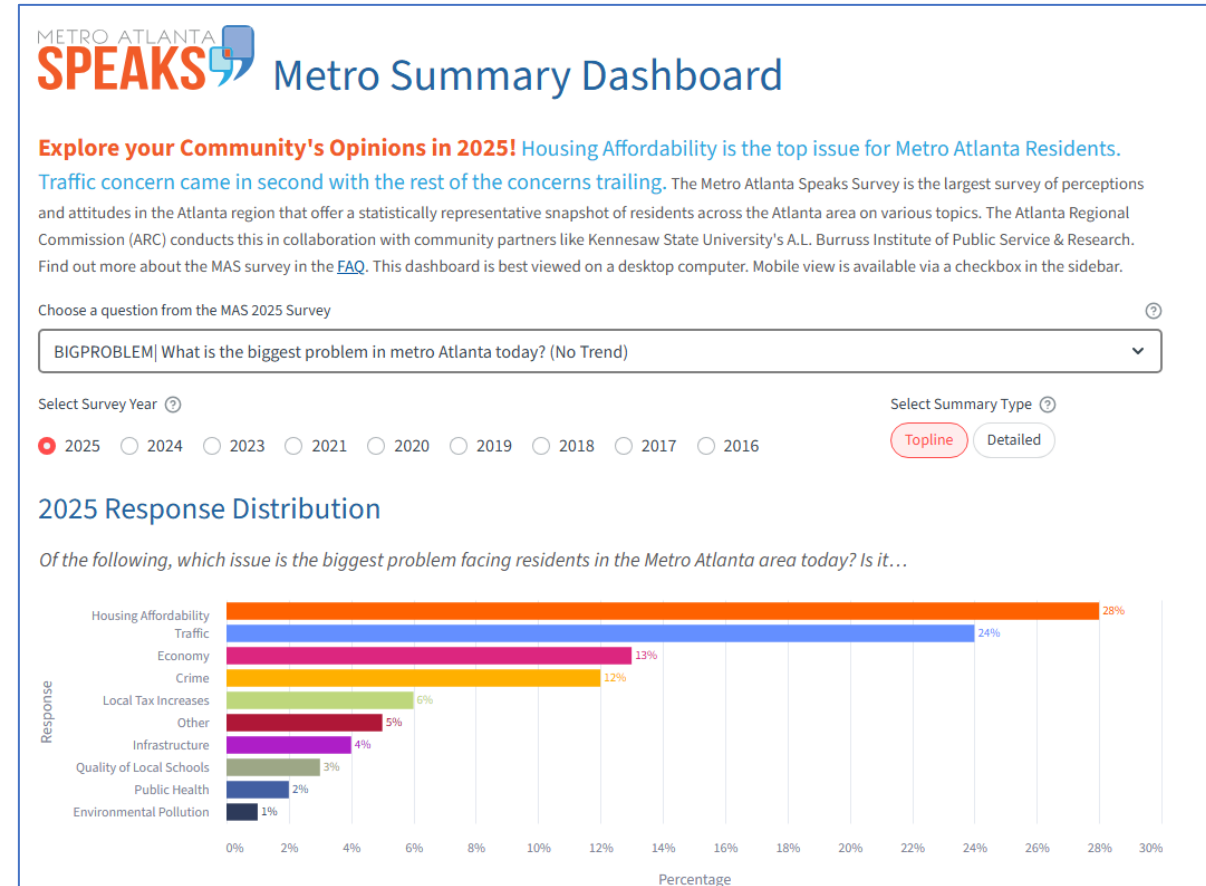 METRO ATLANTA
SPEAKS
Metro Summary Dashboard
Explore your Community's Opinions in 2025! Housing Affordability is the top issue for Metro Atlanta Residents.
Traffic concern came in second with the rest of the concerns trailing. The Metro Atlanta Speaks Survey is the largest survey of perceptions
and attitudes in the Atlanta region that offer a statistically representative snapshot of residents across the Atlanta area on various topics. The Atlanta Regional
Commission (ARC) conducts this in collaboration with community partners like Kennesaw State University's A.L. Burruss Institute of Public Service & Research.
Find out more about the MAS survey in the FAQ. This dashboard is best viewed on a desktop computer. Mobile view is available via a checkbox in the sidebar.
Choose a question from the MAS 2025 Survey
BIGPROBLEM| What is the biggest problem in metro Atlanta today? (No Trend)
Select Survey Year
Select Summary Type
2025 2024 2023 2021 2020 2019 2018 2017 2016
Topline Detailed
2025 Response Distribution
Of the following, which issue is the biggest problem facing residents in the Metro Atlanta area today? Is it…
Response
Housing Affordability 28%
Traffic 24%
Economy 13%
Crime 12%
Local Tax Increases 6%
Other 5%
Infrastructure 4%
Quality of Local Schools 3%
Public Health 2%
Environmental Pollution 1%
0% 2% 4% 6% 8% 10% 12% 14% 16% 18% 20% 22% 24% 26% 28% 30%
Percentage